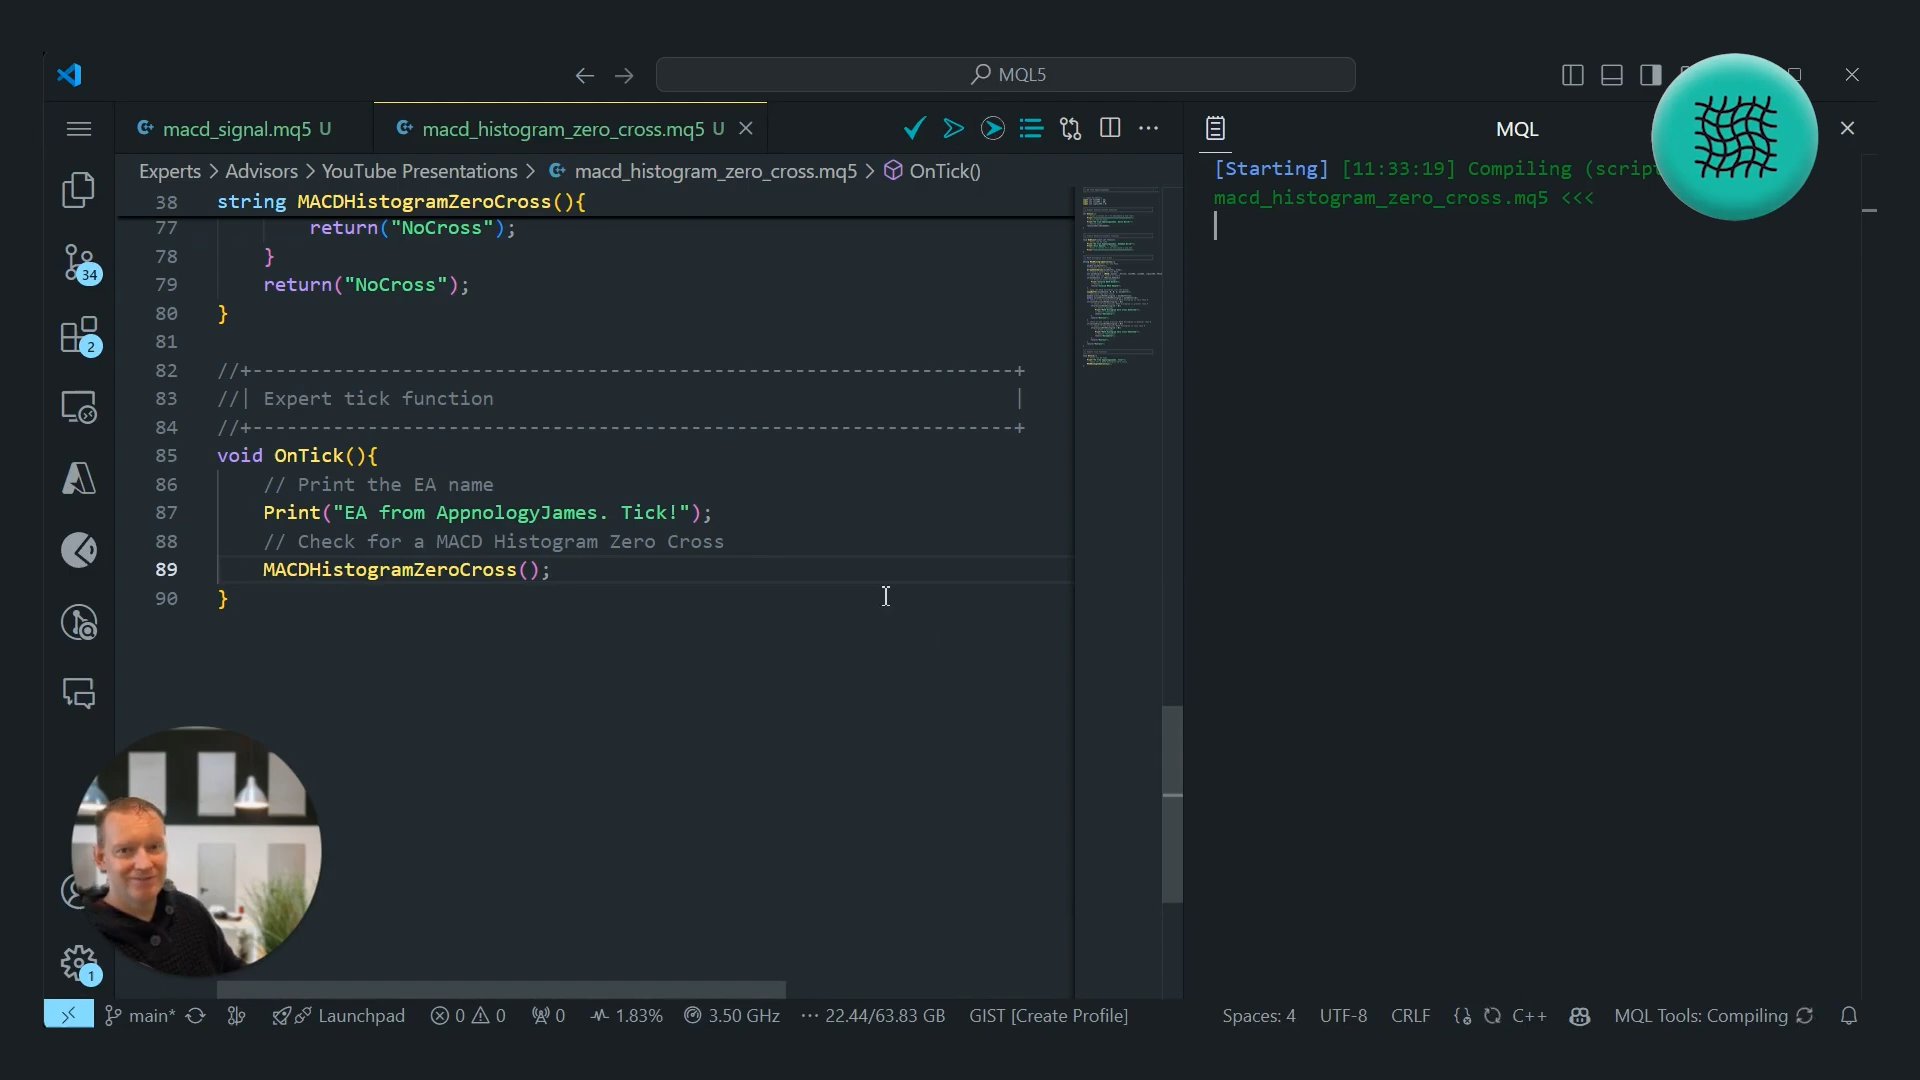 MQL5
macd_signal.mq5 U
macd_histogram_zero_cross.mq5 U
Experts > Advisors > YouTube Presentations > macd_histogram_zero_cross.mq5 > OnTick()
38 string MACDHistogramZeroCross(){
77 return("NoCross");
78 }
79 return("NoCross");
80 }
81
82 //+------------------------------------------------------------------+
83 //| Expert tick function |
84 //+------------------------------------------------------------------+
85 void OnTick(){
86 // Print the EA name
87 Print("EA from AppnologyJames. Tick!");
88 // Check for a MACD Histogram Zero Cross
89 MACDHistogramZeroCross();
90 }
MQL
[Starting] [11:33:19] Compiling (scrip
macd_histogram_zero_cross.mq5 <<<
34
2
1
main* Launchpad 0 0 0 1.83% 3.50 GHz ··· 22.44/63.83 GB GIST [Create Profile] Spaces: 4 UTF-8 CRLF C++ MQL Tools: Compiling